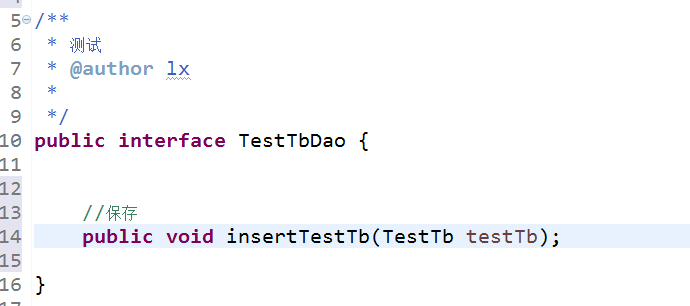 5 /**
6 * 测试
7 * @author lx
8 *
9 */
10 public interface TestTbDao {
11
12
13 //保存
14 public void insertTestTb(TestTb testTb);
15
16 }
17